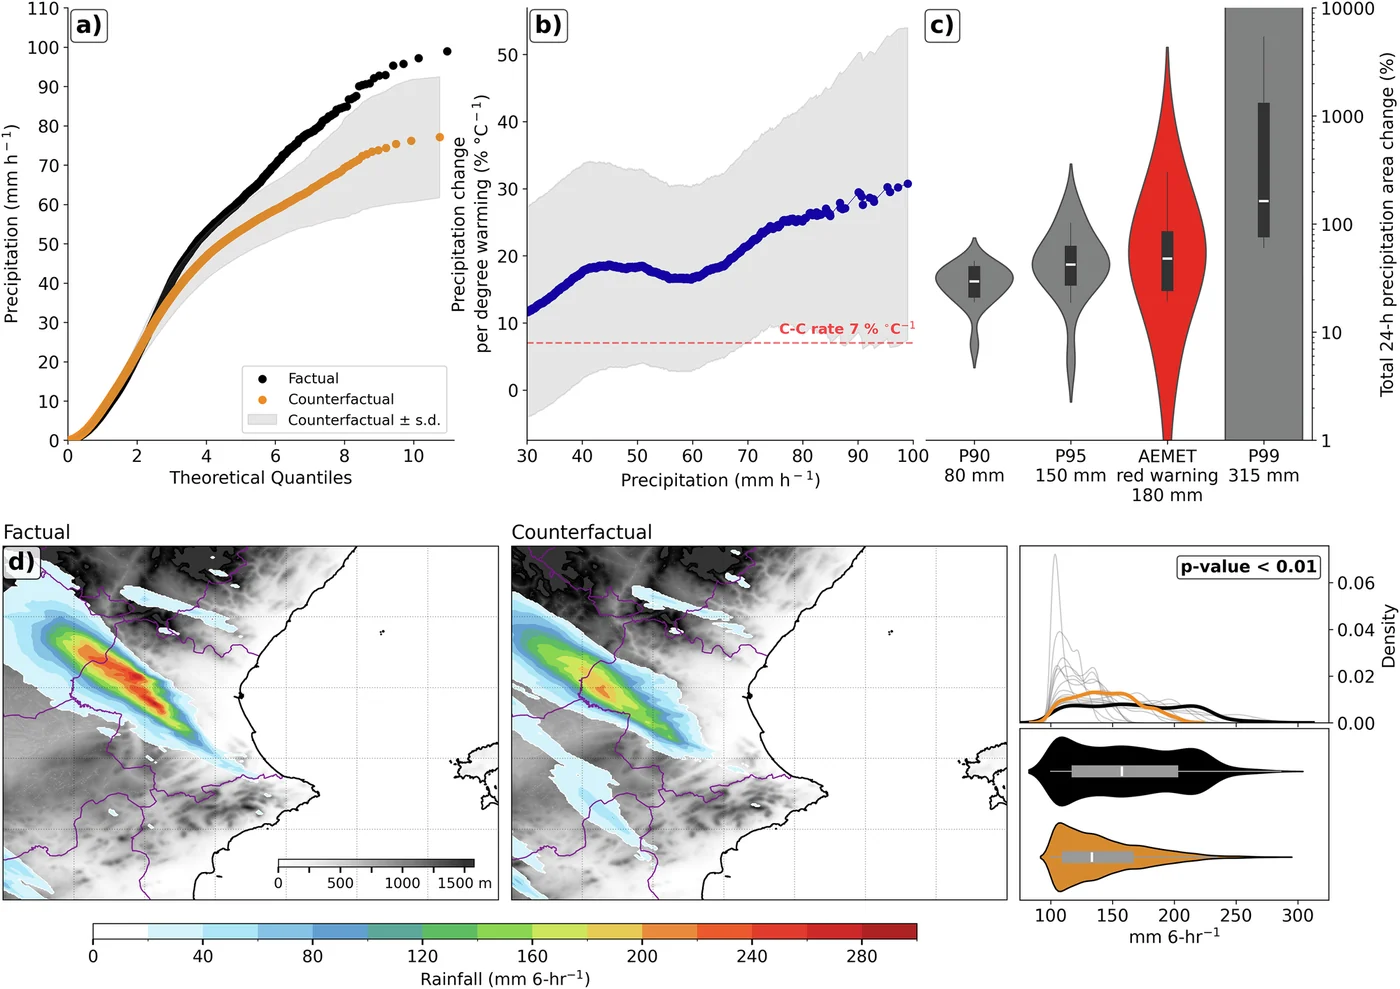 a)
110
100
90
80
70
60
50
40
30
20
10
0
Precipitation (mm h⁻¹)
Factual
Counterfactual
Counterfactual ± s.d.
0 2 4 6 8 10
Theoretical Quantiles
b)
50
40
30
20
10
0
Precipitation change
per degree warming (% °C⁻¹)
C-C rate 7 % °C⁻¹
30 40 50 60 70 80 90 100
Precipitation (mm h⁻¹)
c)
10000
1000
100
10
1
Total 24-h precipitation area change (%)
P90
80 mm
P95
150 mm
AEMET
red warning
180 mm
P99
315 mm
Factual
d)
0 500 1000 1500 m
Counterfactual
p-value < 0.01
0.06
0.04
0.02
0.00
Density
100 150 200 250 300
mm 6-hr⁻¹
0 40 80 120 160 200 240 280
Rainfall (mm 6-hr⁻¹)